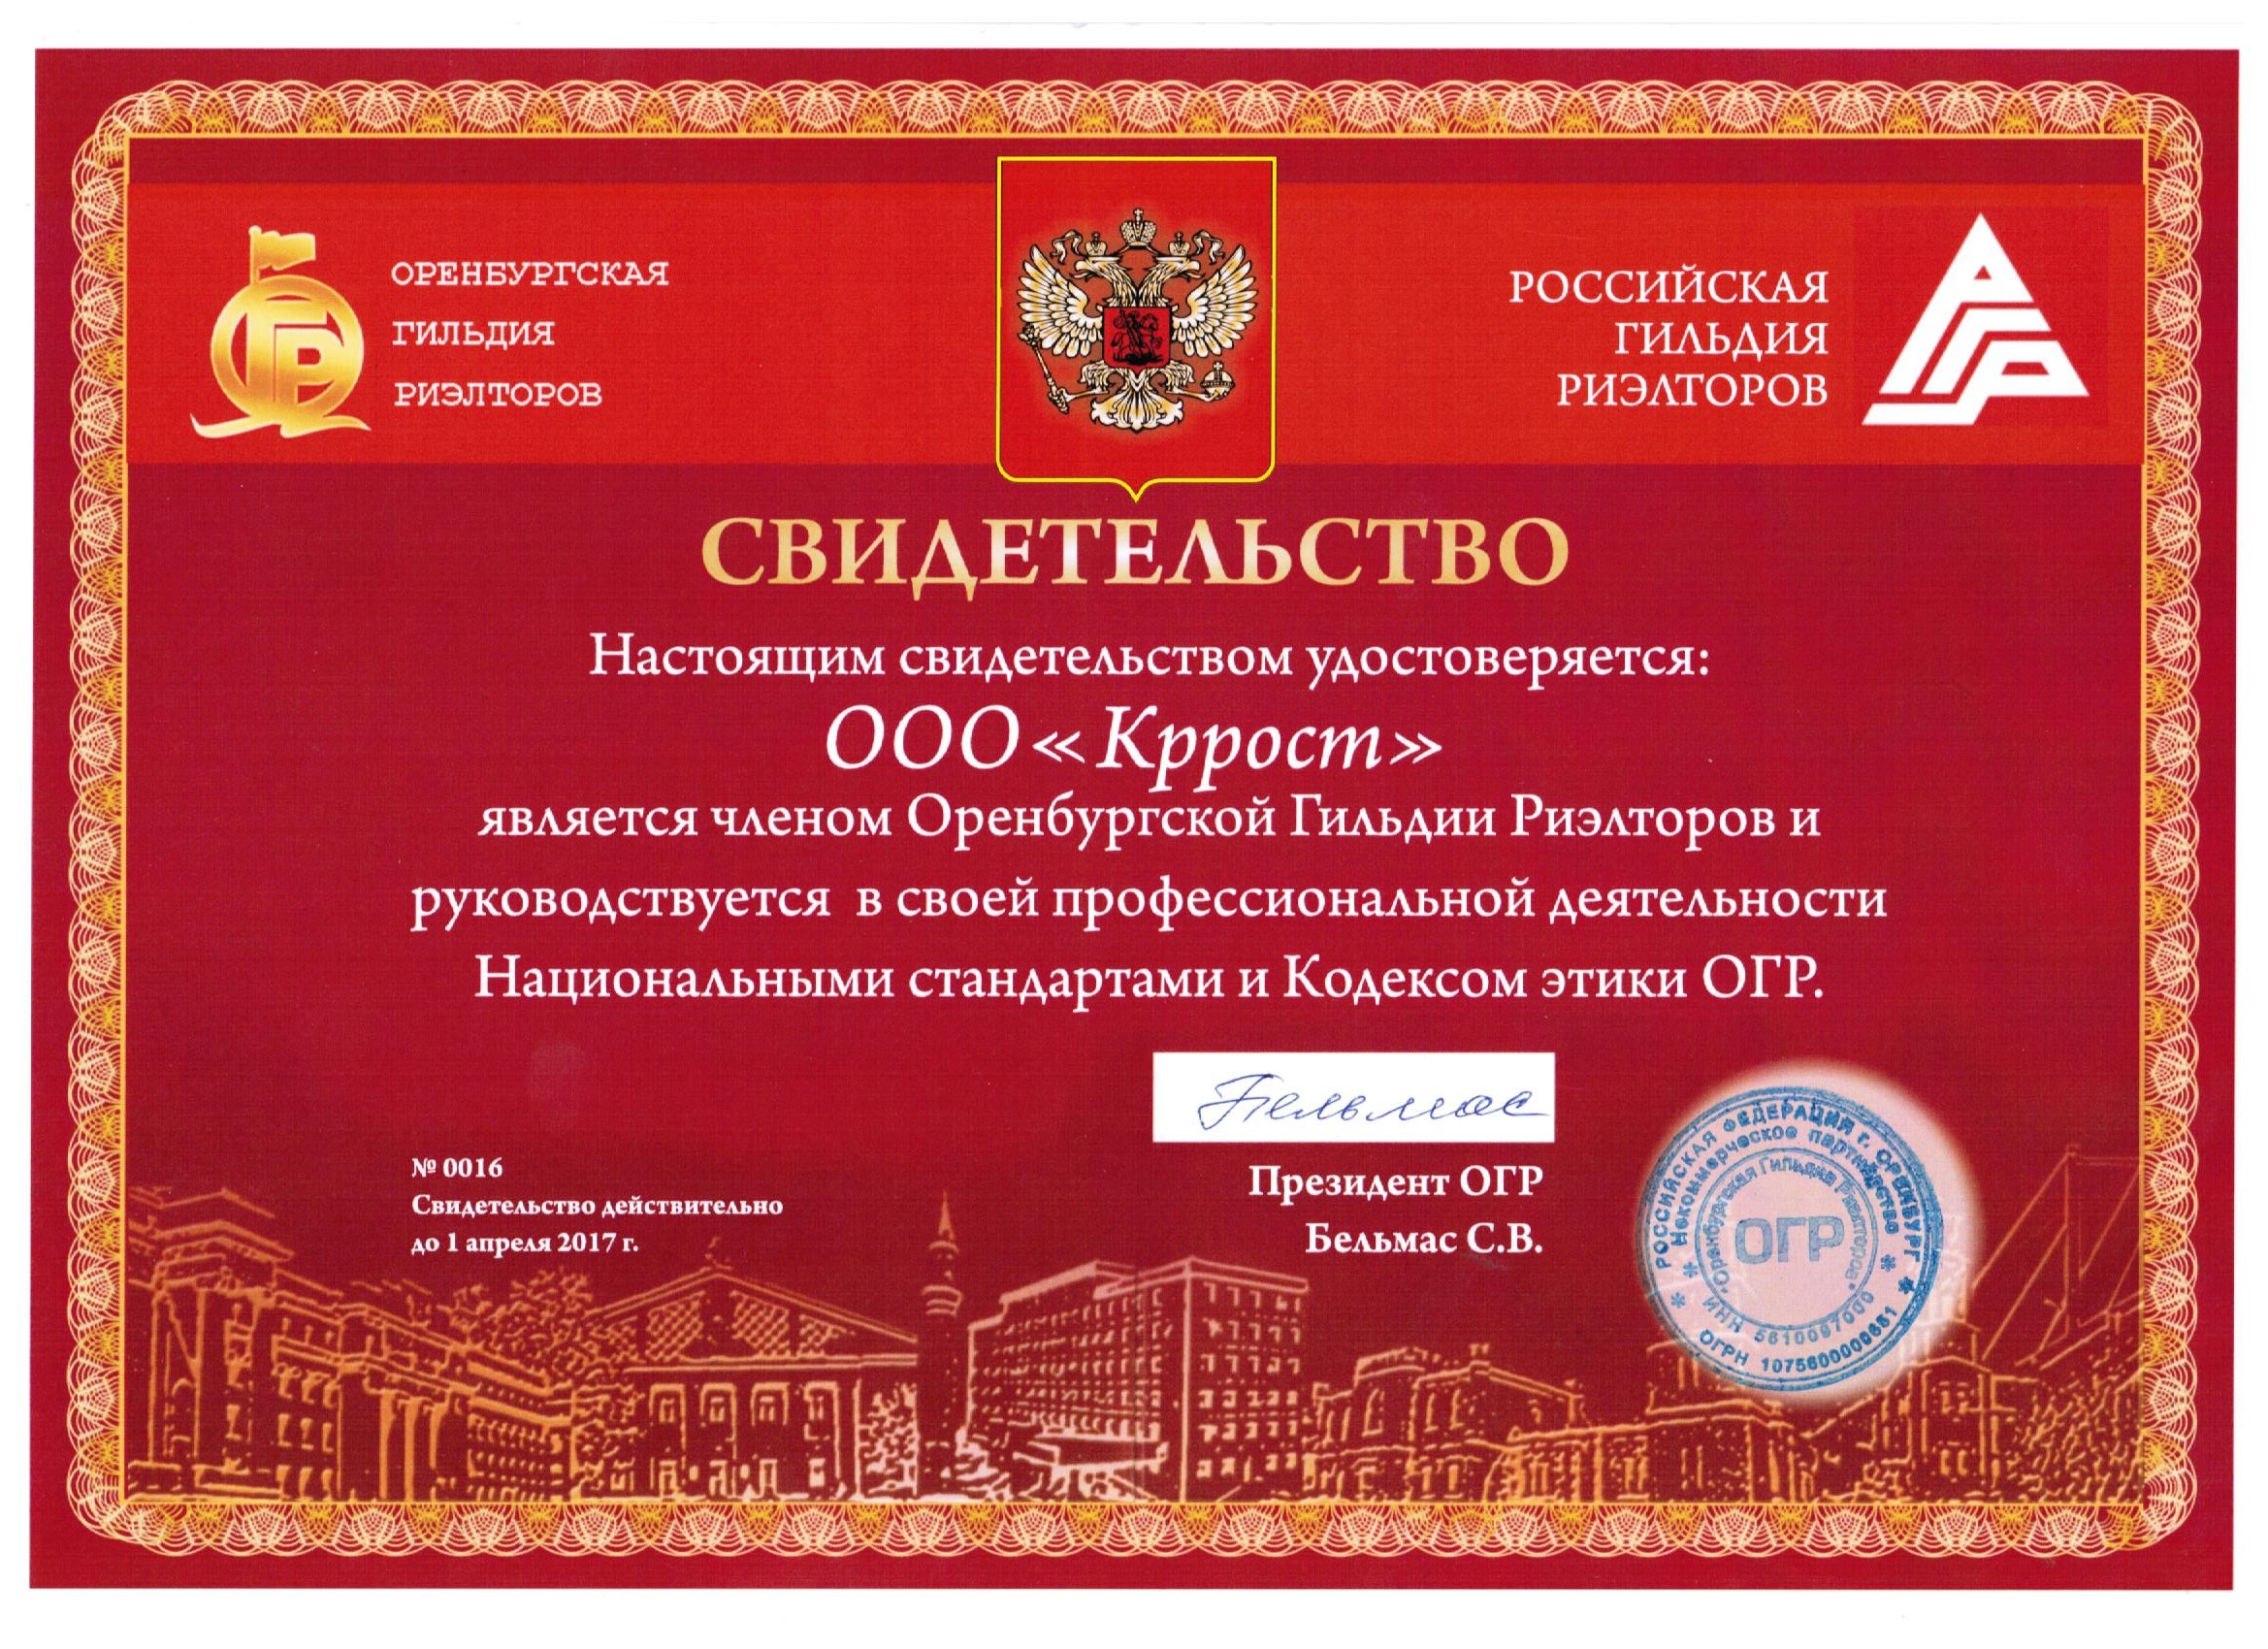 ОРЕНБУРГСКАЯ
ГИЛЬДИЯ
РИЭЛТОРОВ
РОССИЙСКАЯ
ГИЛЬДИЯ
РИЭЛТОРОВ
СВИДЕТЕЛЬСТВО
Настоящим свидетельством удостоверяется:
ООО «Кррост»
является членом Оренбургской Гильдии Риэлторов и
руководствуется в своей профессиональной деятельности
Национальными стандартами и Кодексом этики ОГР.
Бельмас
№ 0016
Свидетельство действительно
до 1 апреля 2017 г.
Президент ОГР
Бельмас С.В.
* РОССИЙСКАЯ ФЕДЕРАЦИЯ г. ОРЕНБУРГ *
ОГРН 1075600000681
* Некоммерческое партнёрство *
ИНН 5610097000
"Оренбургская Гильдия Риэлторов"
ОГР